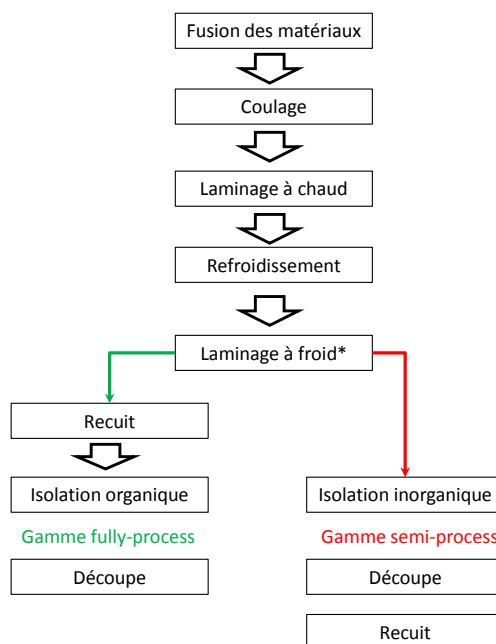 Fusion des matériaux
Coulage
Laminage à chaud
Refroidissement
Laminage à froid*
Recuit
Isolation organique
Gamme fully-process
Découpe
Isolation inorganique
Gamme semi-process
Découpe
Recuit